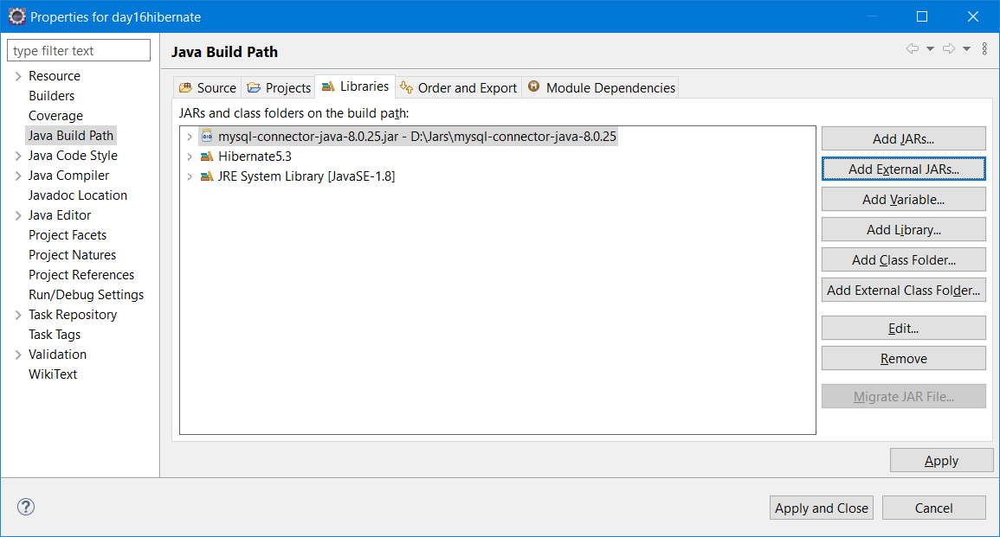 Properties for day16hibernate
type filter text
Resource
Builders
Coverage
Java Build Path
Java Code Style
Java Compiler
Javadoc Location
Java Editor
Project Facets
Project Natures
Project References
Run/Debug Settings
Task Repository
Task Tags
Validation
WikiText
Java Build Path
Source Projects Libraries Order and Export Module Dependencies
JARs and class folders on the build path:
mysql-connector-java-8.0.25.jar - D:\Jars\mysql-connector-java-8.0.25
Hibernate5.3
JRE System Library [JavaSE-1.8]
Add JARs...
Add External JARs...
Add Variable...
Add Library...
Add Class Folder...
Add External Class Folder...
Edit...
Remove
Migrate JAR File...
Apply
Apply and Close Cancel